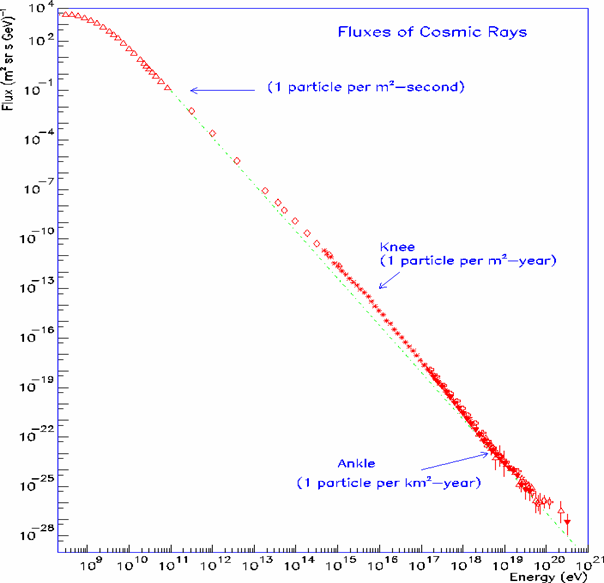 Fluxes of Cosmic Rays
Flux (m² sr s GeV)⁻¹
10⁴
10²
10⁻¹
10⁻⁴
10⁻⁷
10⁻¹⁰
10⁻¹³
10⁻¹⁶
10⁻¹⁹
10⁻²²
10⁻²⁵
10⁻²⁸
(1 particle per m²–second)
Knee
(1 particle per m²–year)
Ankle
(1 particle per km²–year)
10⁹ 10¹⁰ 10¹¹ 10¹² 10¹³ 10¹⁴ 10¹⁵ 10¹⁶ 10¹⁷ 10¹⁸ 10¹⁹ 10²⁰ 10²¹
Energy (eV)